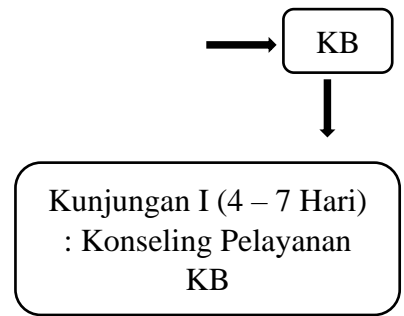 KB
Kunjungan I (4 – 7 Hari)
: Konseling Pelayanan
KB